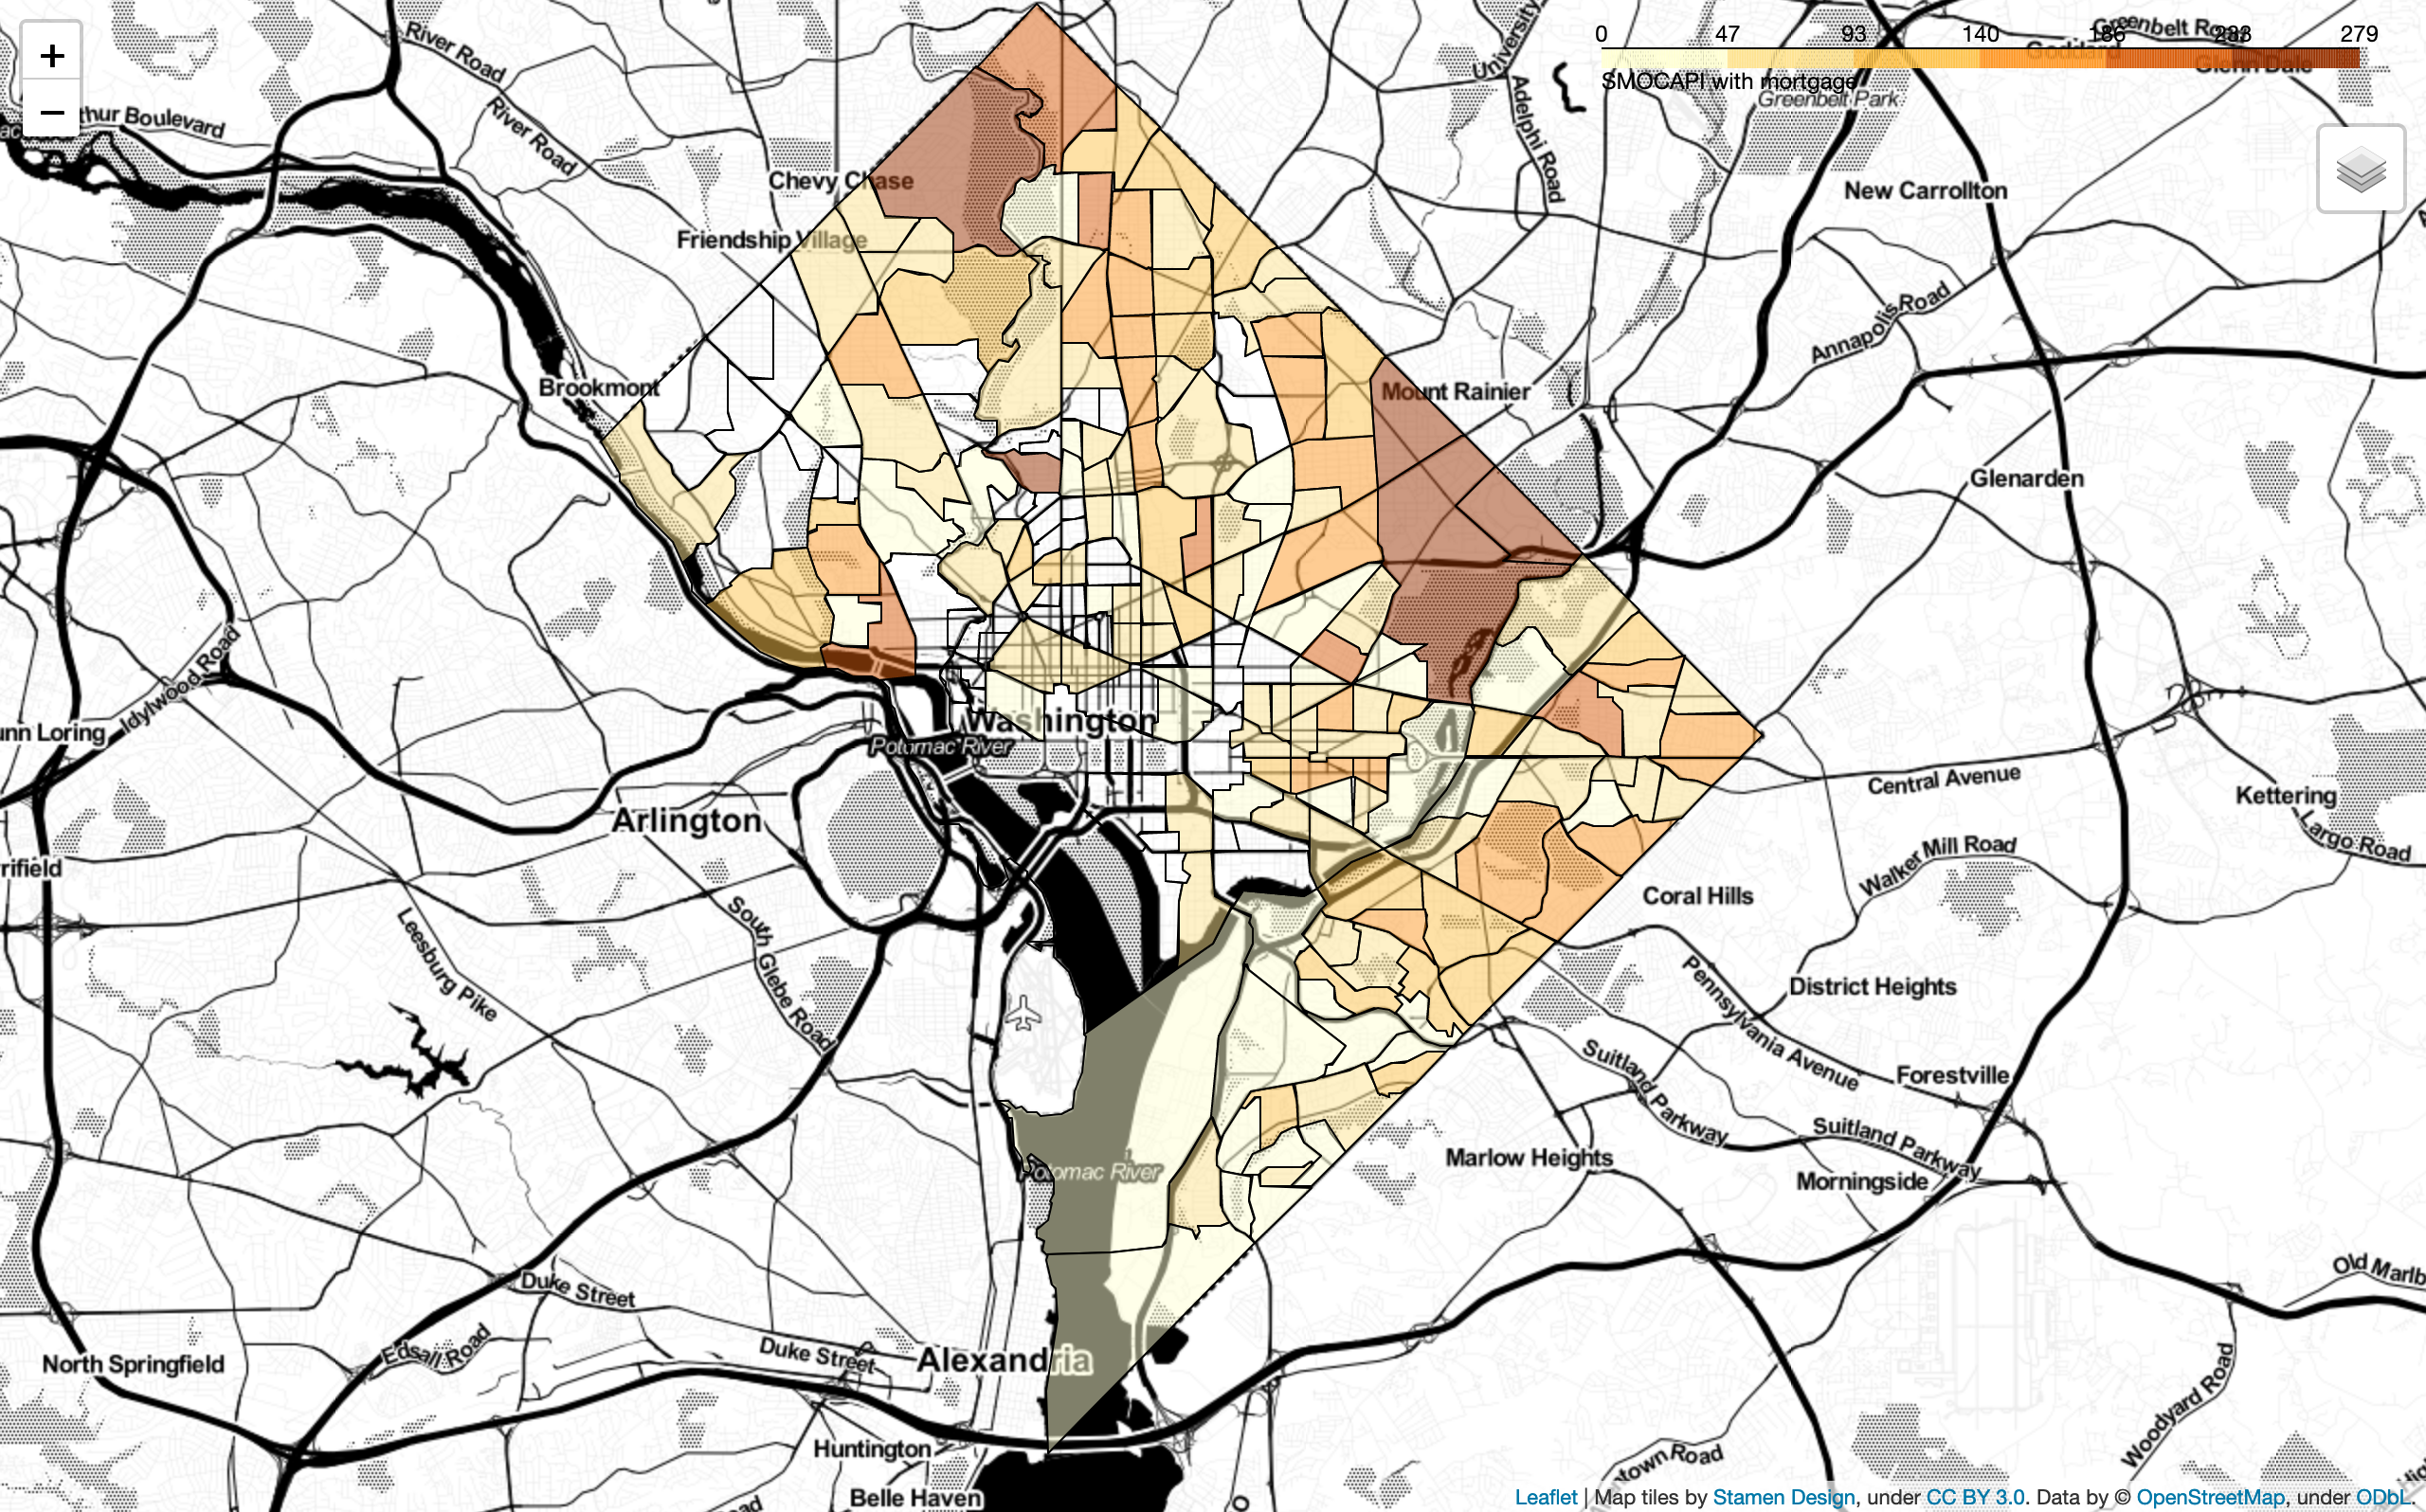 +
−
0 47 93 140 186 233 279
SMOCAPI with mortgage
River Road
River Road
thur Boulevard
University
Adelphi Road
Greenbelt Road
Goddard
Glenn Dale
Greenbelt Park
Chevy Chase
New Carrollton
Friendship Village
Annapolis Road
Brookmont
Mount Rainier
Glenarden
Idylwood Road
unn Loring
Washington
Potomac River
Central Avenue
Kettering
Largo Road
Arlington
Walker Mill Road
rrifield
Coral Hills
Leesburg Pike
South Glebe Road
Pennsylvania Avenue
District Heights
Suitland Parkway
Forestville
Suitland Parkway
Marlow Heights
Potomac River
Morningside
Old Marlb
Duke Street
Edsall Road
Duke Street
North Springfield
Alexandria
Woodyard Road
Huntington
town Road
Belle Haven
Leaflet | Map tiles by Stamen Design, under CC BY 3.0. Data by © OpenStreetMap, under ODbL.